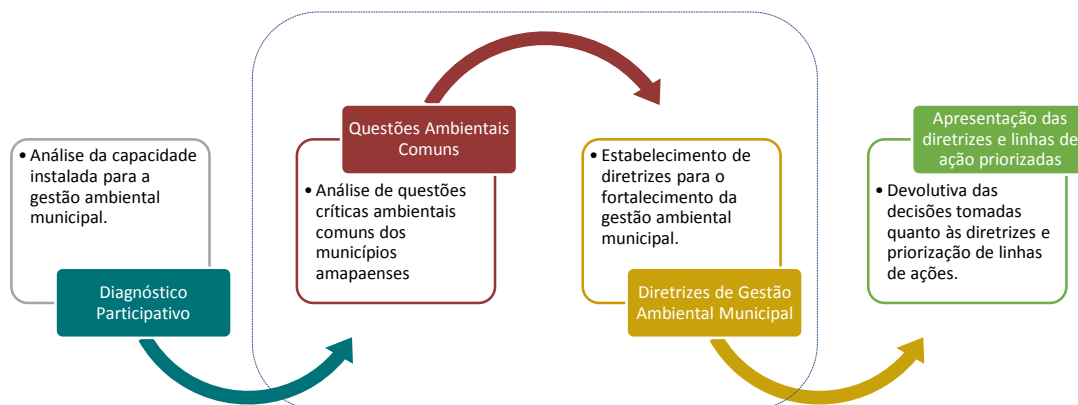 • Análise da capacidade
instalada para a
gestão ambiental
municipal.
Diagnóstico
Participativo
Questões Ambientais
Comuns
• Análise de questões
críticas ambientais
comuns dos
municípios
amapaenses
• Estabelecimento de
diretrizes para o
fortalecimento da
gestão ambiental
municipal.
Diretrizes de Gestão
Ambiental Municipal
Apresentação das
diretrizes e linhas de
ação priorizadas
• Devolutiva das
decisões tomadas
quanto às diretrizes e
priorização de linhas
de ações.